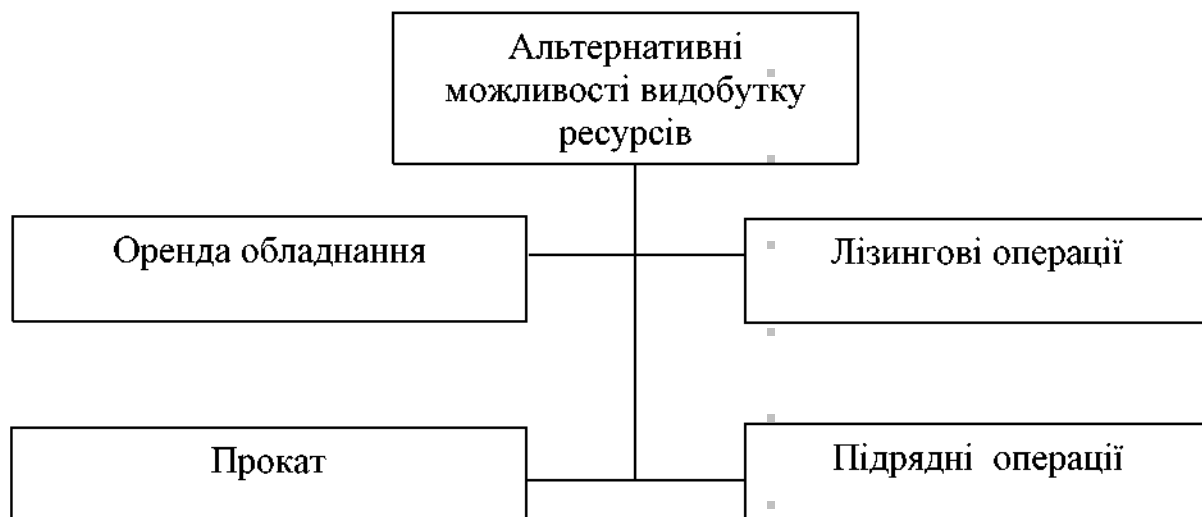 Альтернативні
можливості видобутку
ресурсів
Оренда обладнання
Лізингові операції
Прокат
Підрядні операції